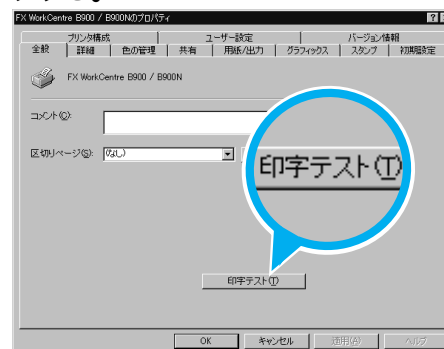 FX WorkCentre B900 / B900Nのプロパティ
プリンタ構成 ユーザー設定 バージョン情報
全般 詳細 色の管理 共有 用紙/出力 グラフィックス スタンプ 初期設定
FX WorkCentre B900 / B900N
コメント(C):
区切りページ(S): (なし)
印字テスト(T)
印字テスト(T)
OK キャンセル 適用(A) ヘルプ